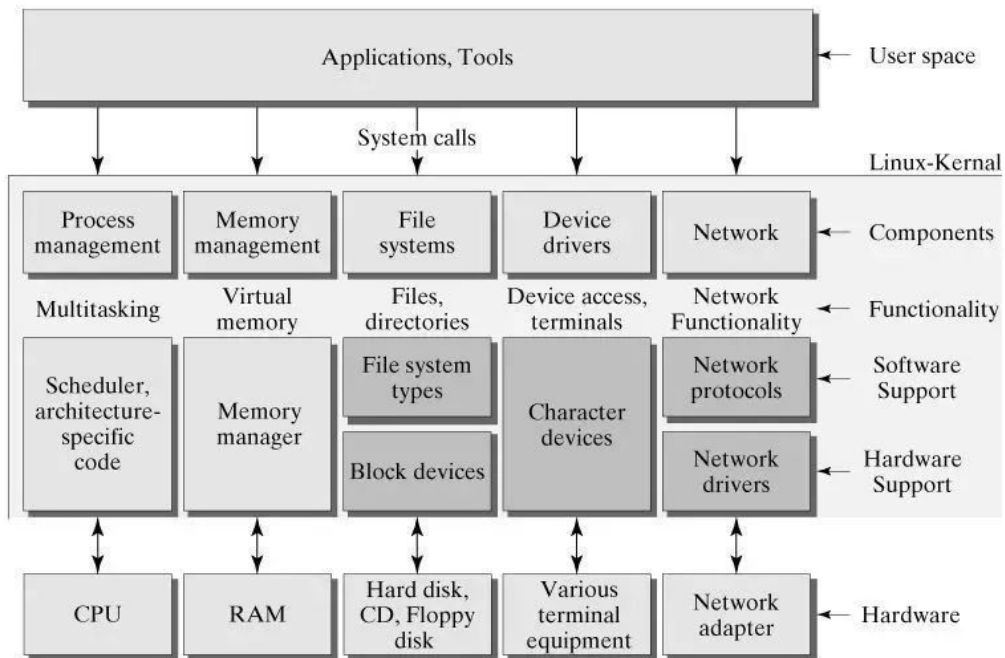 Applications, Tools
User space
System calls
Linux-Kernal
Process
management
Memory
management
File
systems
Device
drivers
Network
Components
Multitasking
Virtual
memory
Files,
directories
Device access,
terminals
Network
Functionality
Functionality
Scheduler,
architecture-
specific
code
Memory
manager
File system
types
Block devices
Character
devices
Network
protocols
Network
drivers
Software
Support
Hardware
Support
CPU
RAM
Hard disk,
CD, Floppy
disk
Various
terminal
equipment
Network
adapter
Hardware